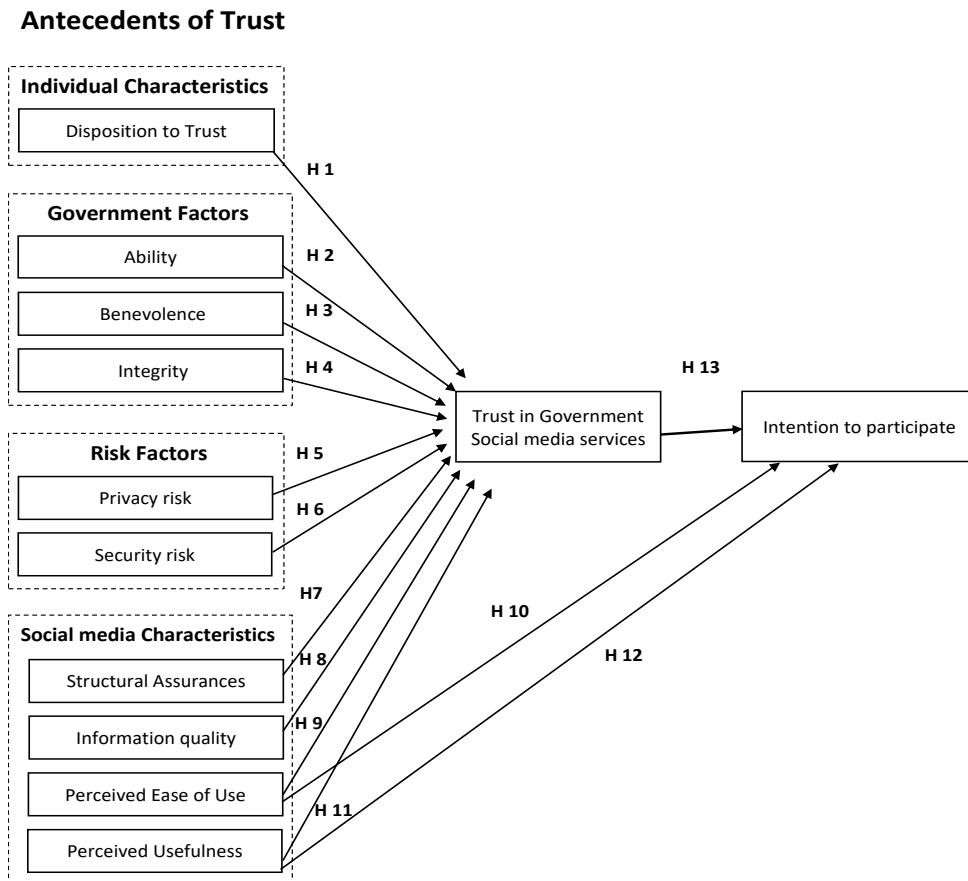 Antecedents of Trust
Individual Characteristics
Disposition to Trust
H 1
Government Factors
Ability
H 2
Benevolence
H 3
Integrity
H 4
Risk Factors
Privacy risk
H 5
Security risk
H 6
Social media Characteristics
Structural Assurances
H7
Information quality
H 8
Perceived Ease of Use
H 9
Perceived Usefulness
H 11
Trust in Government
Social media services
H 13
Intention to participate
H 10
H 12